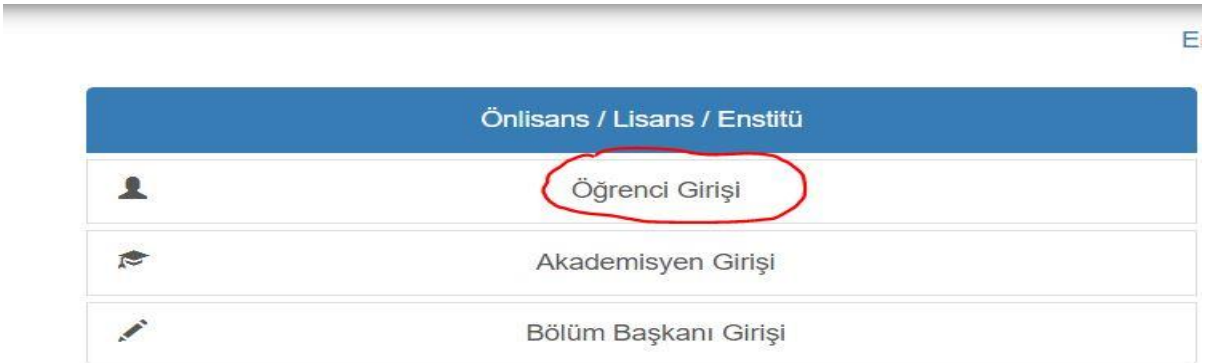 E
Önlisans / Lisans / Enstitü
Öğrenci Girişi
Akademisyen Girişi
Bölüm Başkanı Girişi